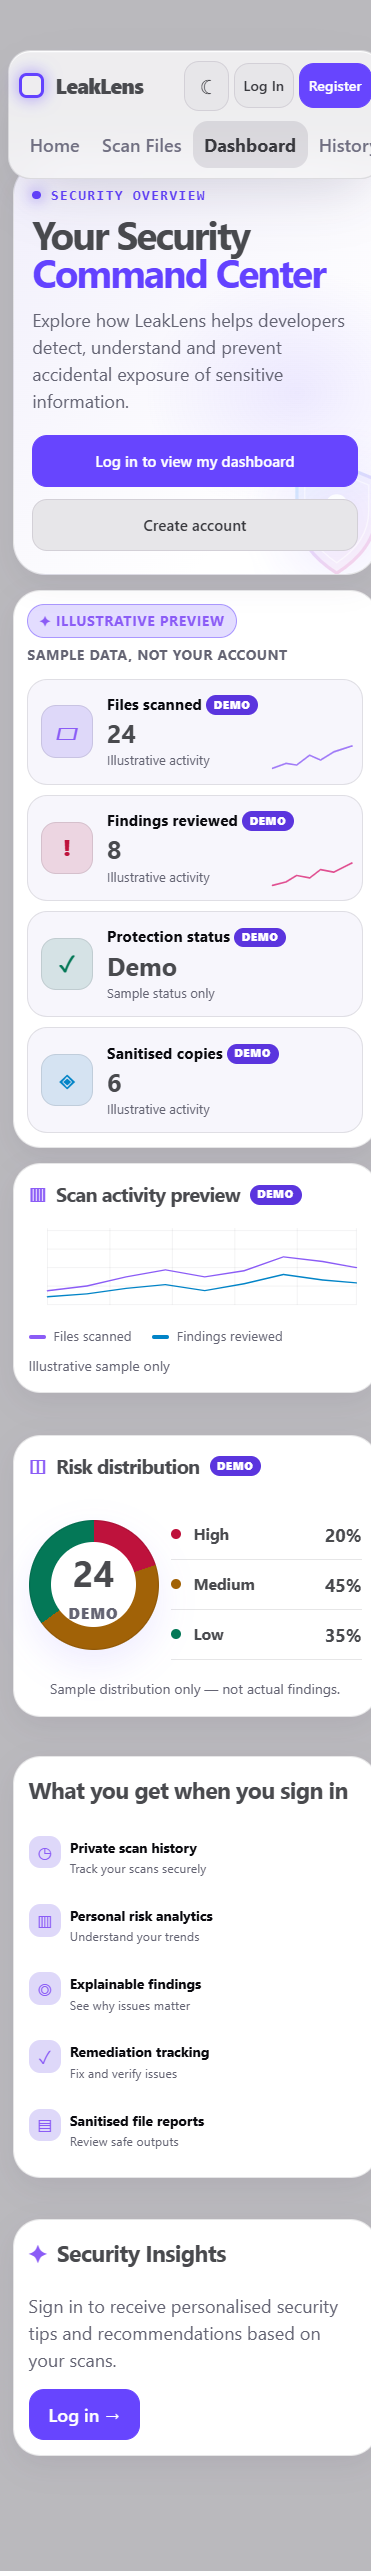 LeakLens
☾
Log In
Register
Home
Scan Files
Dashboard
History
SECURITY OVERVIEW
Your Security
Command Center
Explore how LeakLens helps developers
detect, understand and prevent
accidental exposure of sensitive
information.
Log in to view my dashboard
Create account
✦ ILLUSTRATIVE PREVIEW
SAMPLE DATA, NOT YOUR ACCOUNT
Files scanned DEMO
24
Illustrative activity
Findings reviewed DEMO
8
Illustrative activity
Protection status DEMO
Demo
Sample status only
Sanitised copies DEMO
6
Illustrative activity
Scan activity preview DEMO
Files scanned
Findings reviewed
Illustrative sample only
Risk distribution DEMO
24
DEMO
High 20%
Medium 45%
Low 35%
Sample distribution only — not actual findings.
What you get when you sign in
Private scan history
Track your scans securely
Personal risk analytics
Understand your trends
Explainable findings
See why issues matter
Remediation tracking
Fix and verify issues
Sanitised file reports
Review safe outputs
✦ Security Insights
Sign in to receive personalised security
tips and recommendations based on
your scans.
Log in →